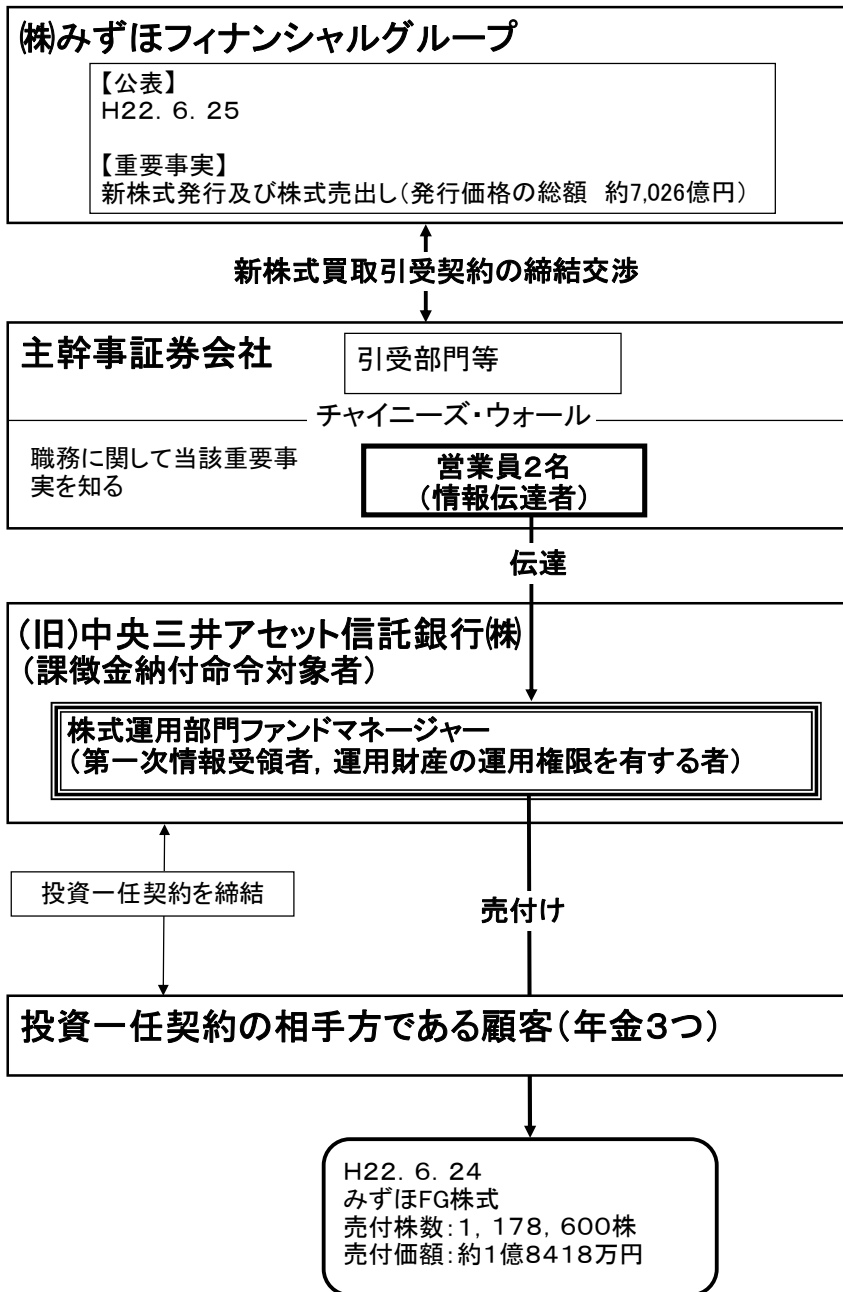 ㈱みずほフィナンシャルグループ
【公表】
H22．6．25
【重要事実】
新株式発行及び株式売出し（発行価格の総額 約7,026億円）
新株式買取引受契約の締結交渉
主幹事証券会社
引受部門等
チャイニーズ・ウォール
職務に関して当該重要事
実を知る
営業員2名
（情報伝達者）
伝達
（旧）中央三井アセット信託銀行㈱
（課徴金納付命令対象者）
株式運用部門ファンドマネージャー
（第一次情報受領者，運用財産の運用権限を有する者）
投資一任契約を締結
売付け
投資一任契約の相手方である顧客（年金３つ）
H22．6．24
みずほFG株式
売付株数：1，178，600株
売付価額：約1億8418万円